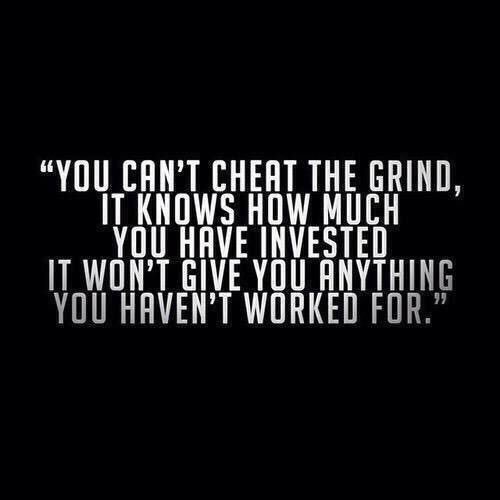 “YOU CAN’T CHEAT THE GRIND,
IT KNOWS HOW MUCH
YOU HAVE INVESTED
IT WON’T GIVE YOU ANYTHING
YOU HAVEN’T WORKED FOR.”